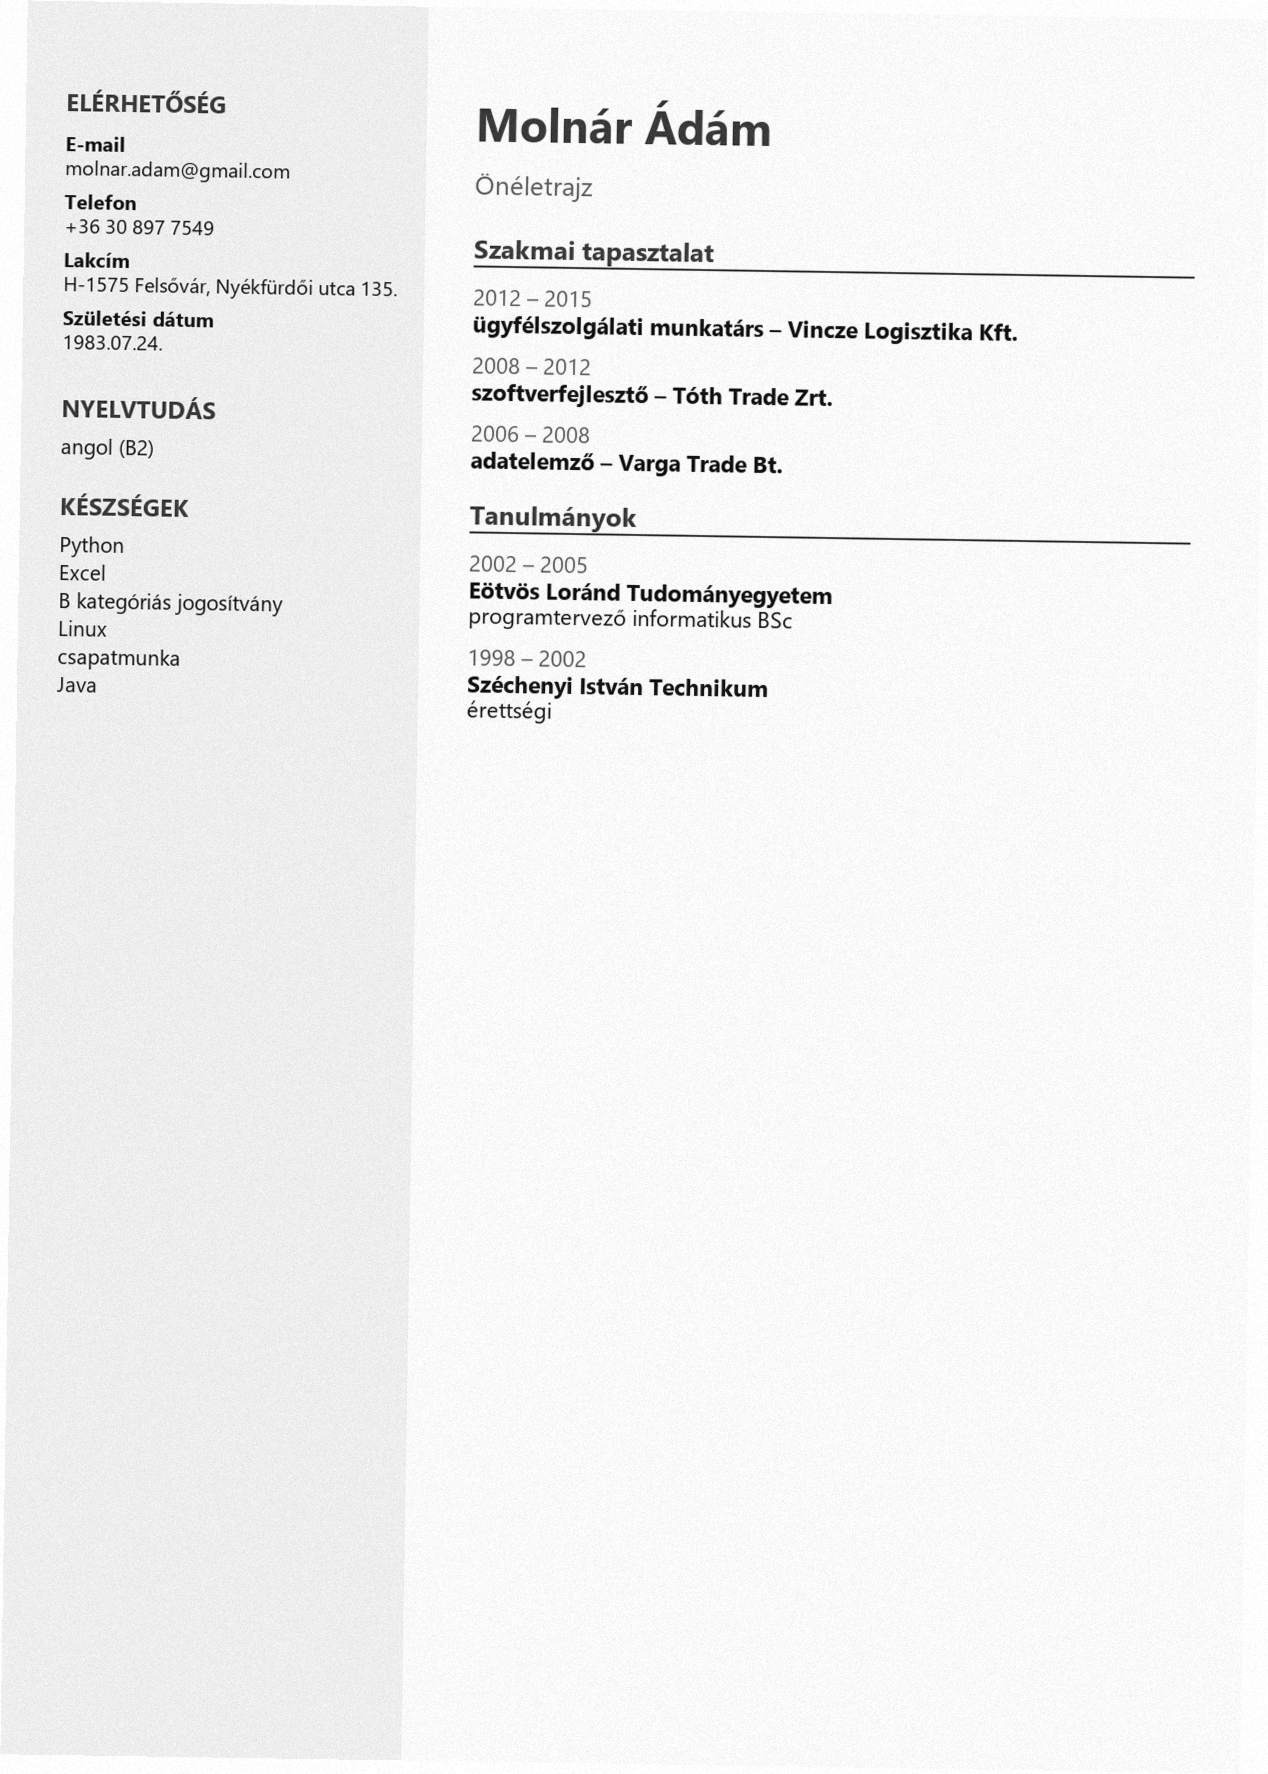 ELÉRHETŐSÉG
E-mail
molnar.adam@gmail.com
Telefon
+36 30 897 7549
Lakcím
H-1575 Felsővár, Nyékfürdői utca 135.
Születési dátum
1983.07.24.
NYELVTUDÁS
angol (B2)
KÉSZSÉGEK
Python
Excel
B kategóriás jogosítvány
Linux
csapatmunka
Java
Molnár Ádám
Önéletrajz
Szakmai tapasztalat
2012 – 2015
ügyfélszolgálati munkatárs – Vincze Logisztika Kft.
2008 – 2012
szoftverfejlesztő – Tóth Trade Zrt.
2006 – 2008
adatelemző – Varga Trade Bt.
Tanulmányok
2002 – 2005
Eötvös Loránd Tudományegyetem
programtervező informatikus BSc
1998 – 2002
Széchenyi István Technikum
érettségi